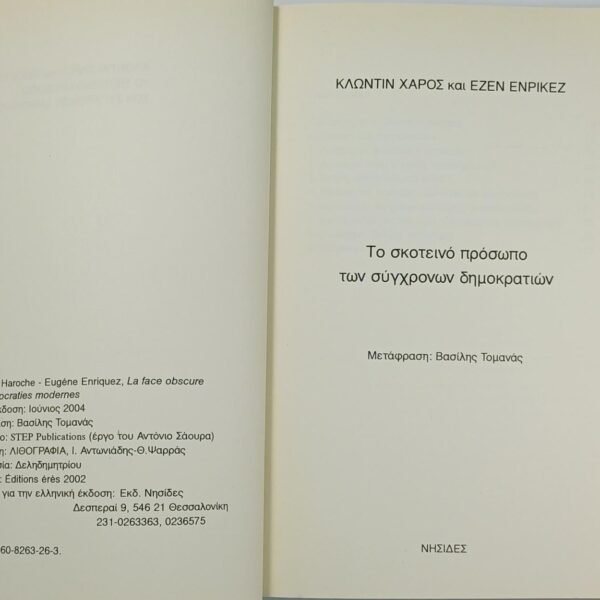 Haroche - Eugène Enriquez, La face obscure
ocraties modernes
κδοση: Ιούνιος 2004
ση: Βασίλης Τομανάς
ο: STEP Publications (έργο του Αντόνιο Σάουρα)
η: ΛΙΘΟΓΡΑΦΙΑ, Ι. Αντωνιάδης-Θ.Ψαρράς
σία: Δεληδημητρίου
: Éditions érès 2002
για την ελληνική έκδοση: Εκδ. Νησίδες
Δεσπεραί 9, 546 21 Θεσσαλονίκη
231-0263363, 0236575
60-8263-26-3.
ΚΛΩΝΤΙΝ ΧΑΡΟΣ και ΕΖΕΝ ΕΝΡΙΚΕΖ
Το σκοτεινό πρόσωπο
των σύγχρονων δημοκρατιών
Μετάφραση: Βασίλης Τομανάς
ΝΗΣΙΔΕΣ